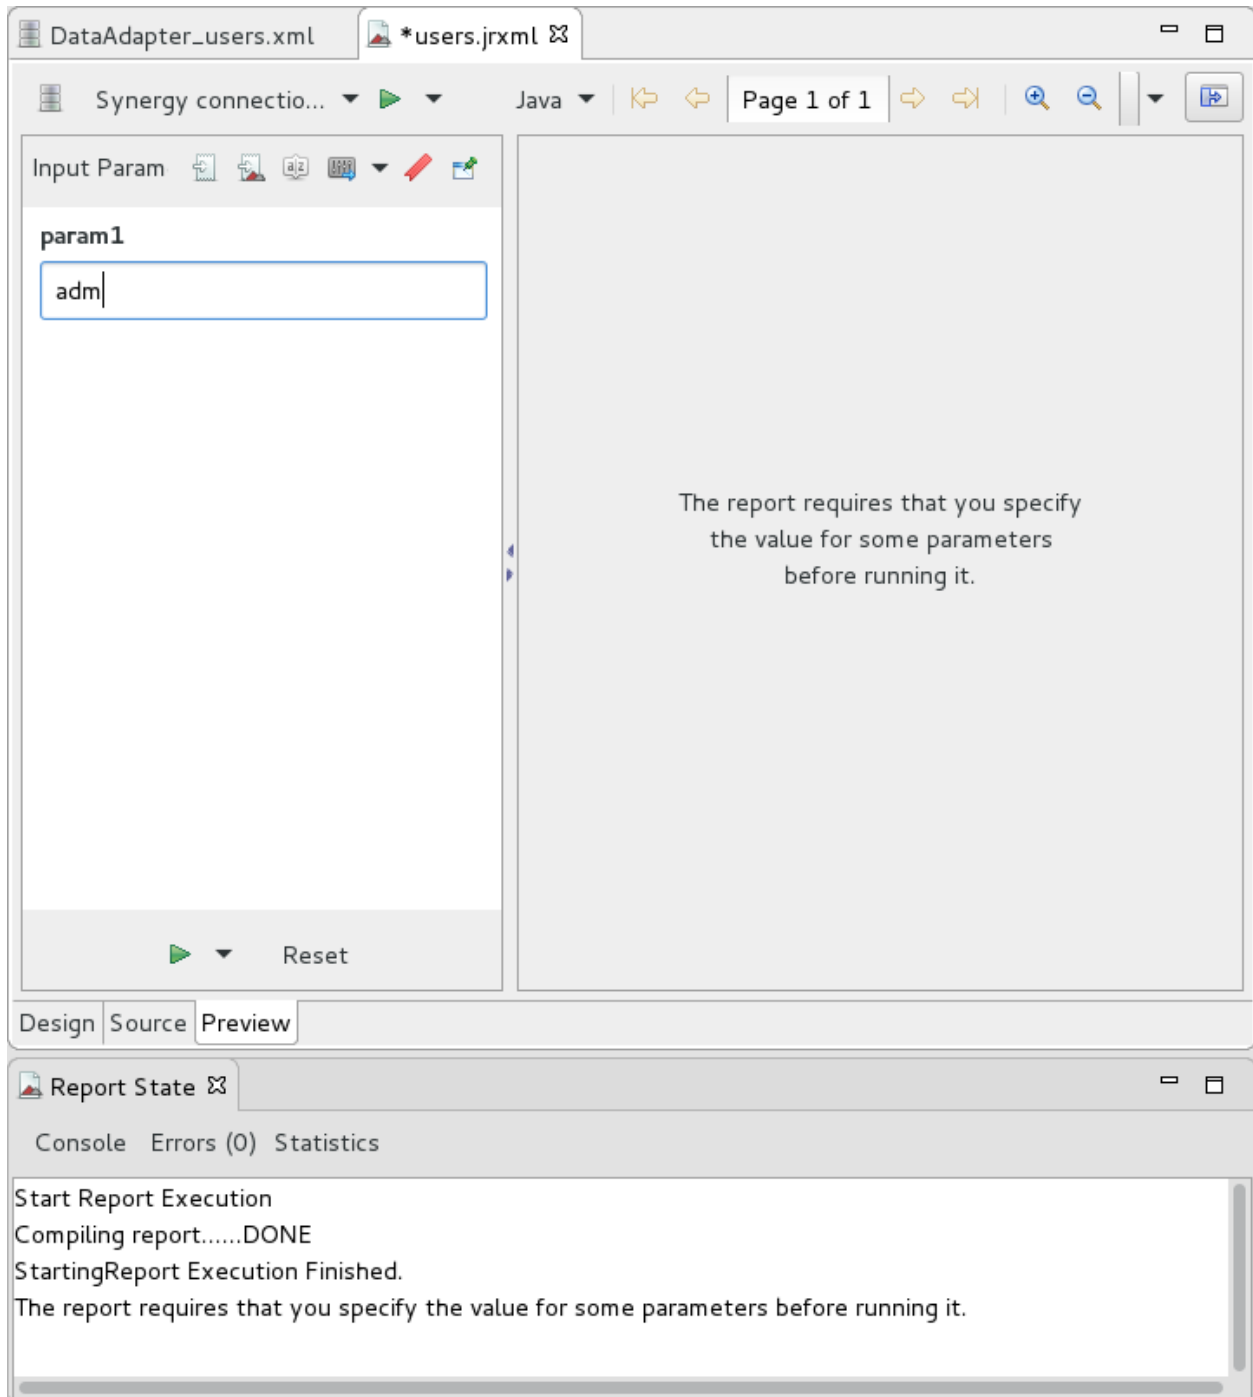 DataAdapter_users.xml
*users.jrxml
Synergy connectio...
Java
Page 1 of 1
Input Param
param1
adm
The report requires that you specify
the value for some parameters
before running it.
Reset
Design Source Preview
Report State
Console Errors (0) Statistics
Start Report Execution
Compiling report......DONE
StartingReport Execution Finished.
The report requires that you specify the value for some parameters before running it.